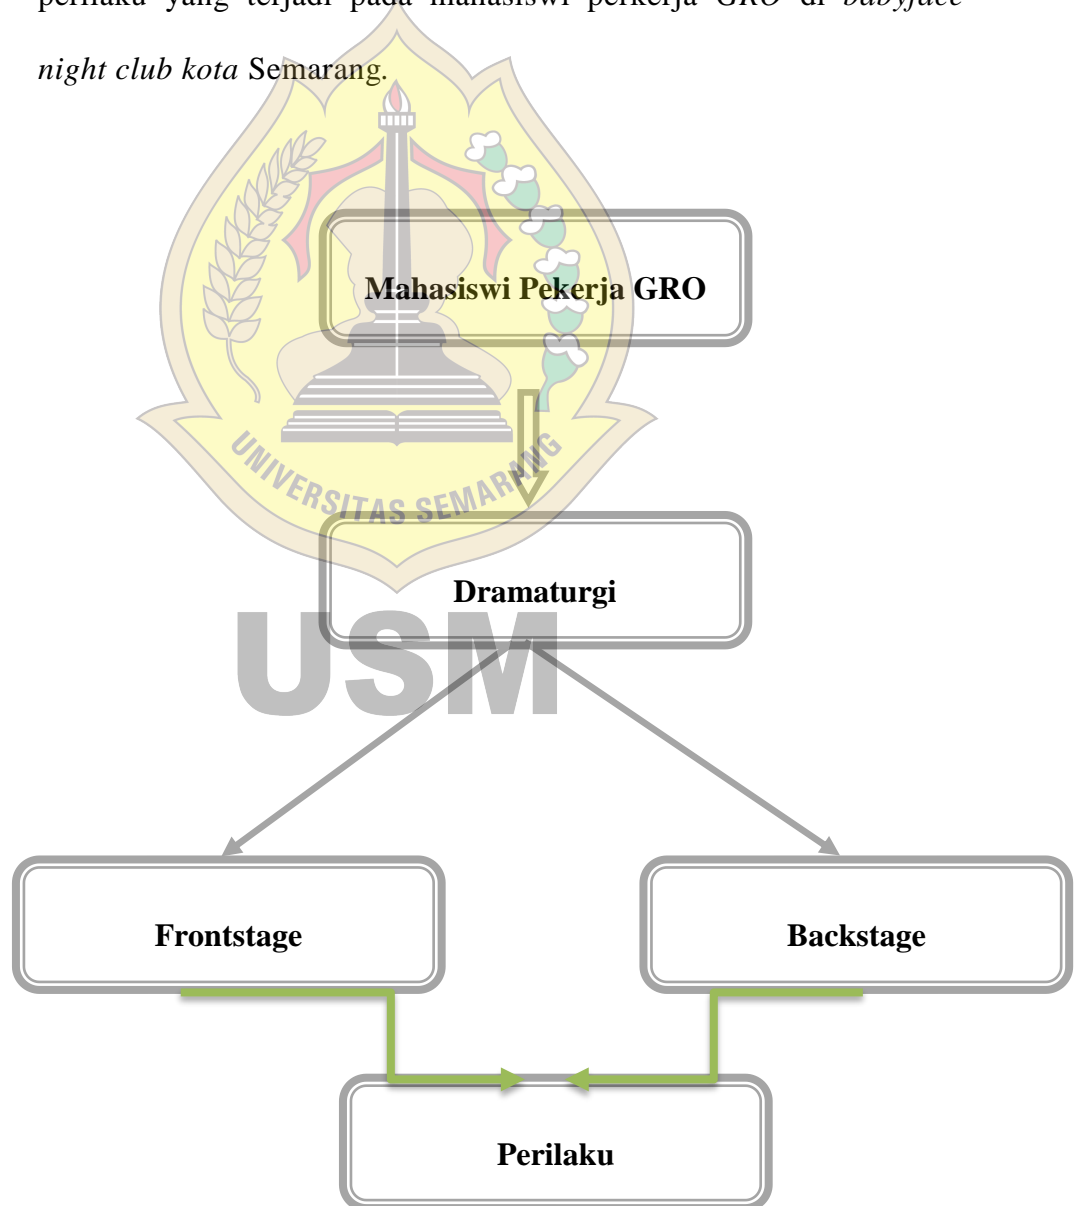 perilaku yang terjadi pada mahasiswi perkerja GRO di babyface
night club kota Semarang.
Mahasiswi Pekerja GRO
UNIVERSITAS SEMARANG
Dramaturgi
USM
Frontstage
Backstage
Perilaku